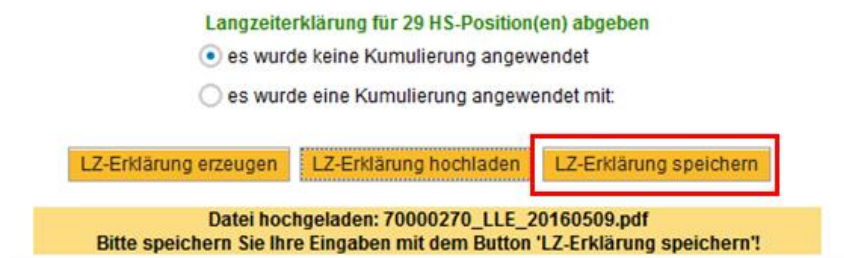 Langzeiterklärung für 29 HS-Position(en) abgeben
es wurde keine Kumulierung angewendet
es wurde eine Kumulierung angewendet mit:
LZ-Erklärung erzeugen LZ-Erklärung hochladen LZ-Erklärung speichern
Datei hochgeladen: 70000270_LLE_20160509.pdf
Bitte speichern Sie Ihre Eingaben mit dem Button 'LZ-Erklärung speichern'!